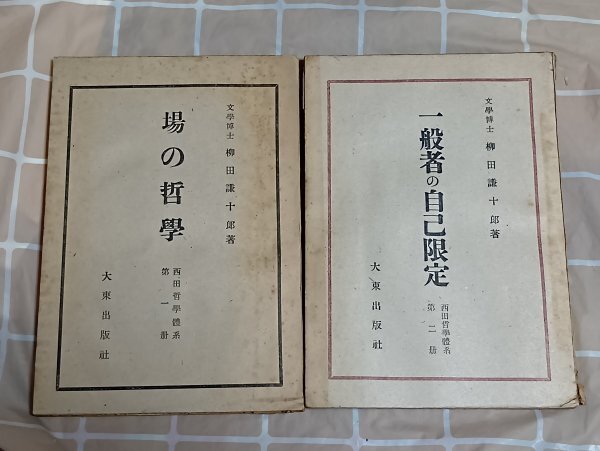 文學博士 柳田謙十郎著
場の哲學
西田哲學體系
第一册
大東出版社
文學博士 柳田謙十郎著
一般者の自己限定
西田哲學體系
第二册
大東出版社